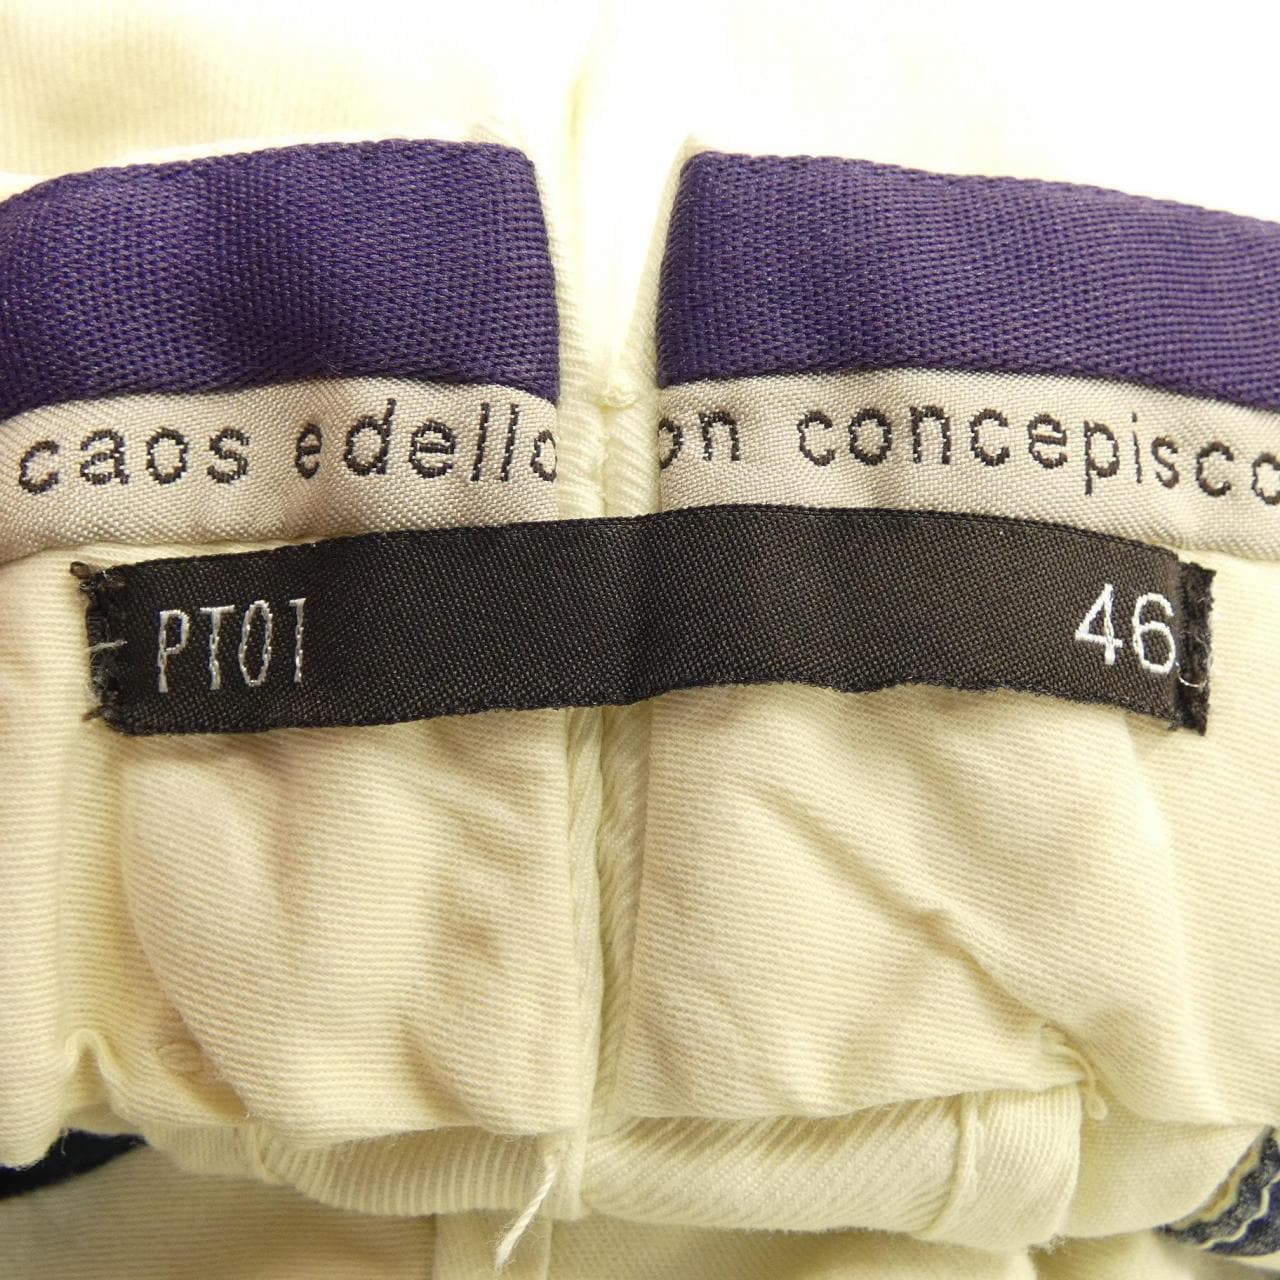 caos edello
on concepisco
PT01 46